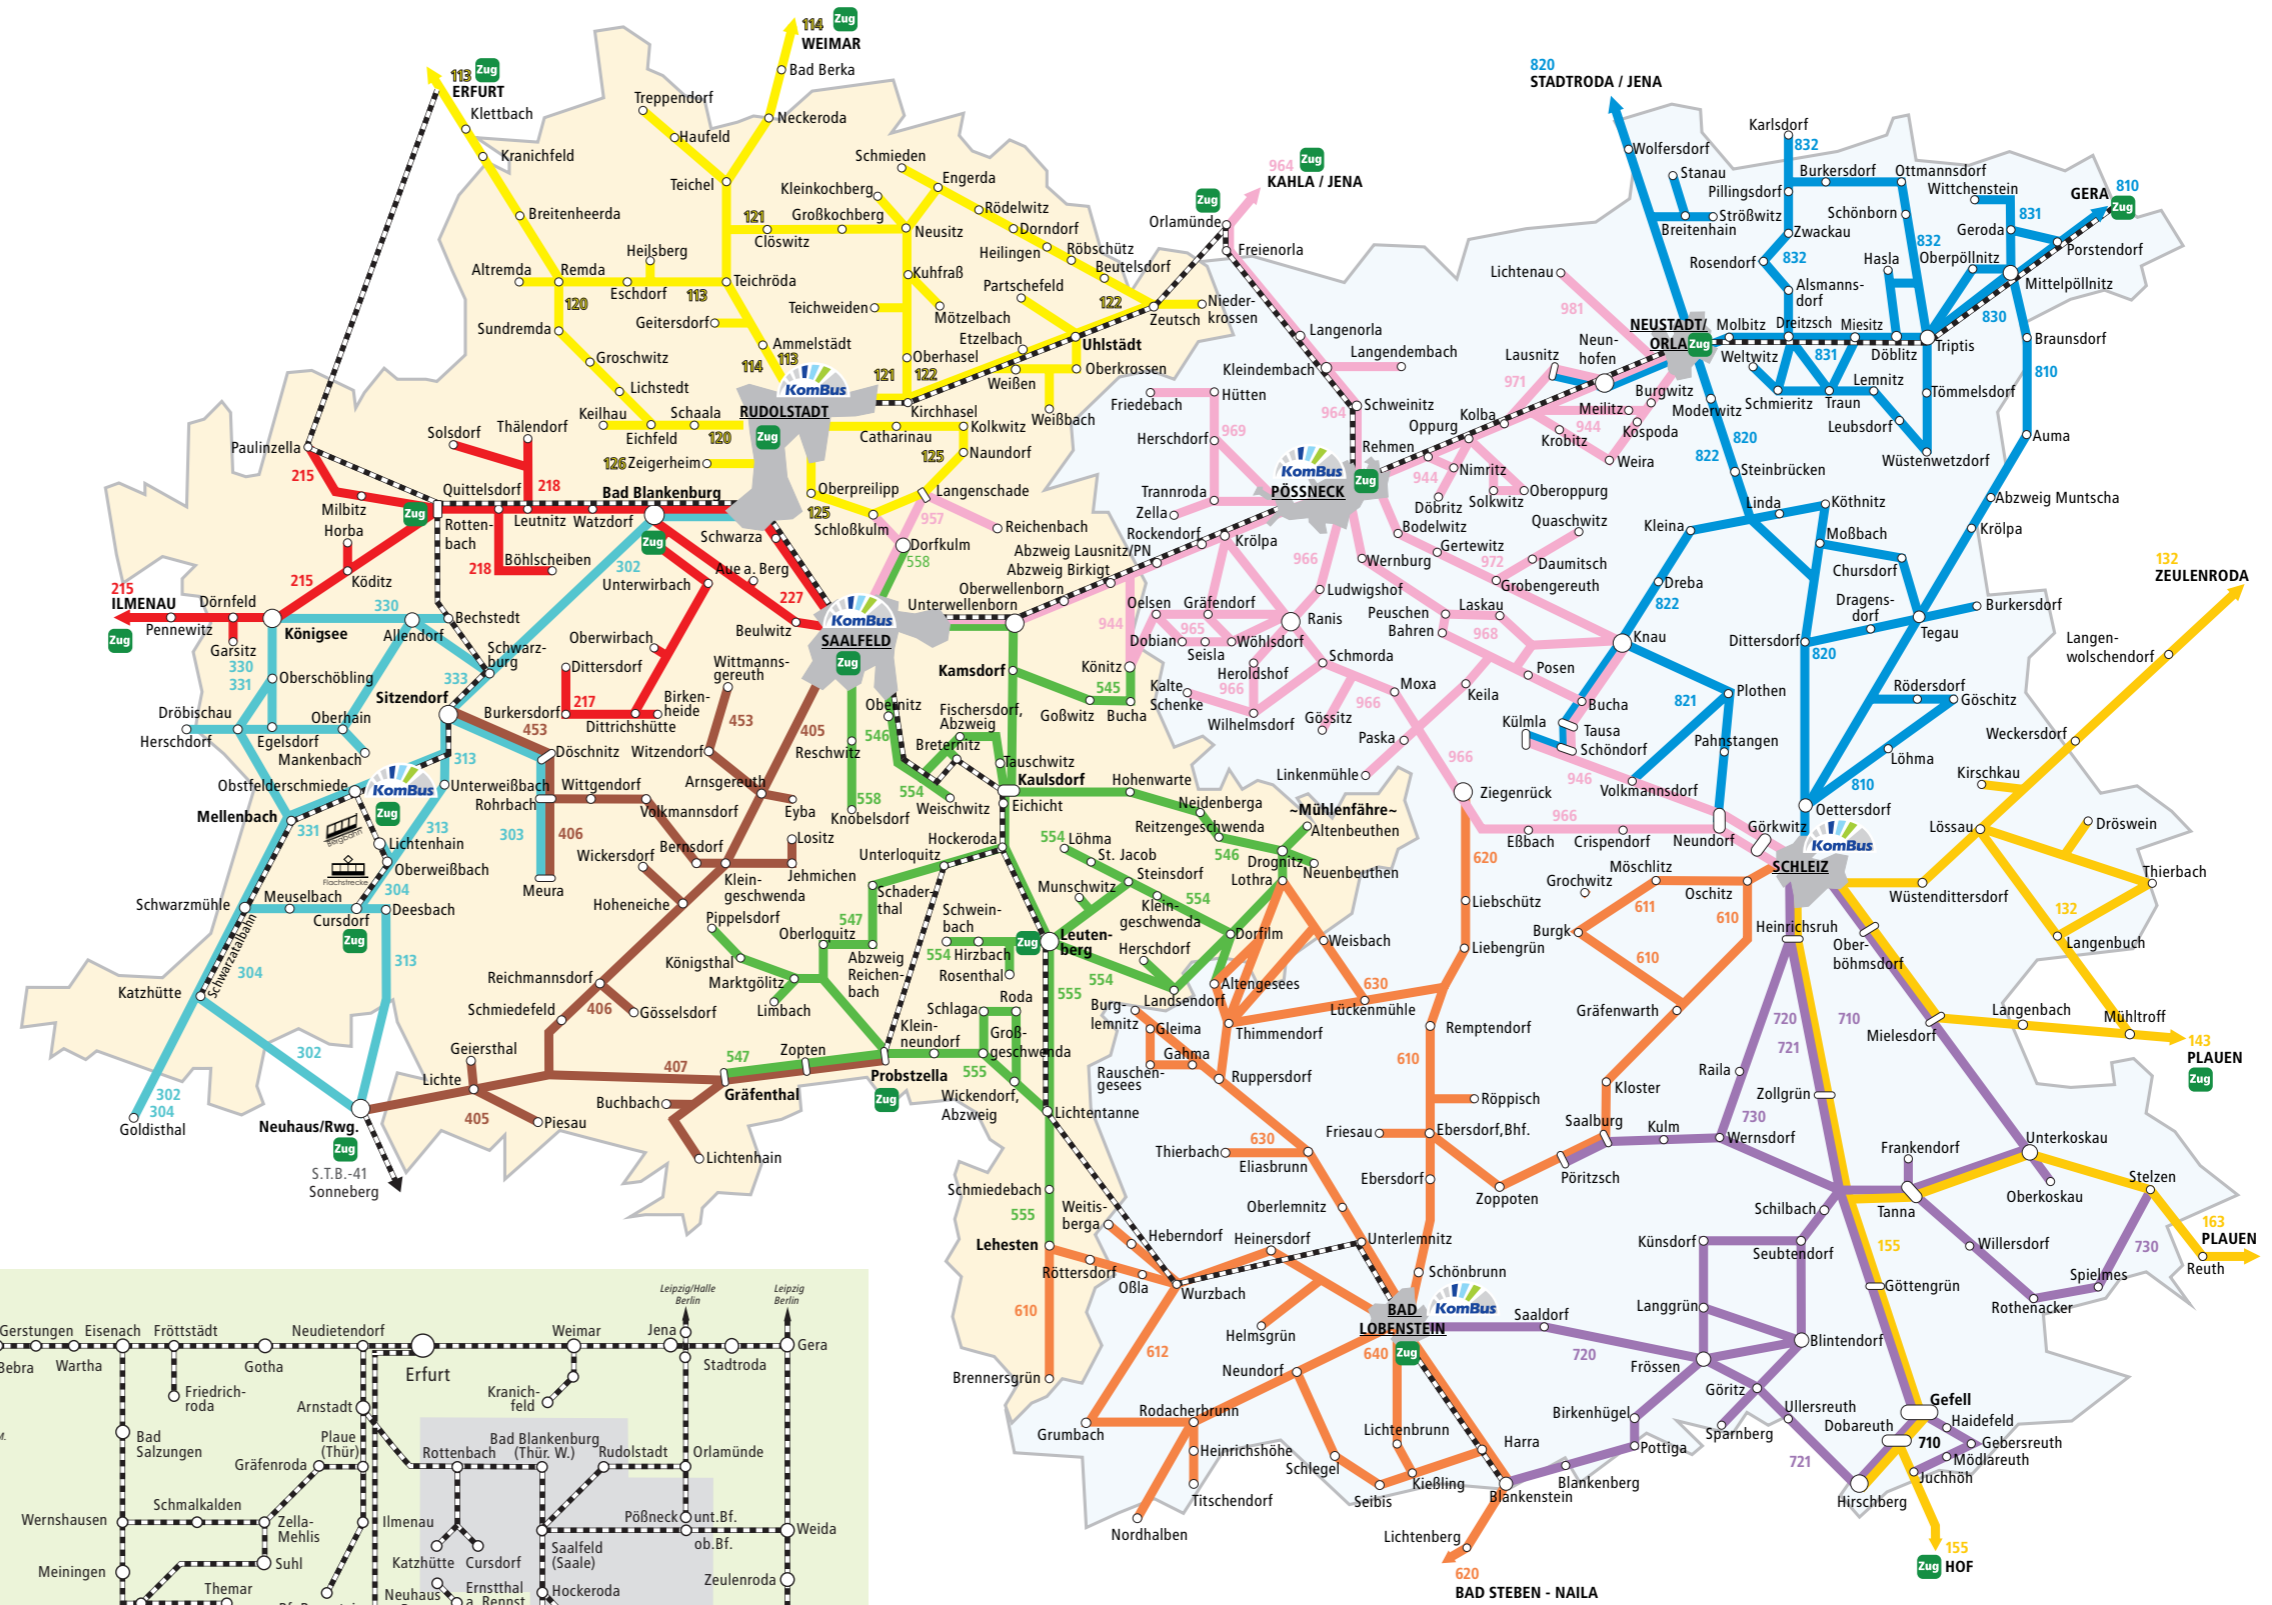 114 Zug
WEIMAR
Bad Berka
113 Zug
ERFURT
Klettbach
Kranichfeld
Breitenheerda
Treppendorf
Haufeld
Neckeroda
Teichel
Schmieden
Engerda
Kleinkochberg
Großkochberg
121
Clöswitz
Rödelwitz
Dorndorf
Neusitz
Heilingen
Röbschütz
Beutelsdorf
Heilsberg
Altremda
Remda
Eschdorf
113
Teichröda
Kuhfraß
Partschefeld
122
Nieder-
krossen
Zeutsch
120
Teichweiden
Mötzelbach
Sundremda
Geitersdorf
Etzelbach
Uhlstädt
Ammelstädt
Oberhasel
Groschwitz
114
113
121
122
Weißen
Oberkrossen
Lichstedt
KomBus
RUDOLSTADT
Zug
Kirchhasel
Weißbach
Keilhau
Eichfeld
Schaala
120
Catharinau
Kolkwitz
125
Naundorf
126
Zeigerheim
Oberpreilipp
125
Schloßkulm
Langenschade
957
Reichenbach
Dorfkulm
558
Paulinzella
Solsdorf
Thälendorf
215
Milbitz
Zug
Quittelsdorf
218
Bad Blankenburg
Rotten-
bach
Leutnitz
Watzdorf
Zug
Schwarza
Horba
Köditz
215
218
Böhlscheiben
302
Unterwirbach
Aue a. Berg
227
Beulwitz
215
ILMENAU
Zug
Pennewitz
Dörnfeld
Garsitz
Königsee
330
Allendorf
Bechstedt
Schwarz-
burg
333
Oberwirbach
Dittersdorf
217
Burkersdorf
Dittrichshütte
Birken-
heide
330
331
Oberschöbling
Sitzendorf
Dröbischau
Herschdorf
Egelsdorf
Oberhain
Mankenbach
453
Döschnitz
313
Obstfelderschmiede
KomBus
Zug
Unterweißbach
Rohrbach
Wittgendorf
Volkmannsdorf
Mellenbach
331
Bergbahn
Flachstrecke
Lichtenhain
313
Oberweißbach
303
406
Meura
304
Schwarzmühle
Meuselbach
Cursdorf
Deesbach
Zug
Schwarzatalbahn
Katzhütte
304
313
302
302
304
Goldisthal
Neuhaus/Rwg.
Zug
S.T.B.-41
Sonneberg
Geiersthal
Lichte
405
Piesau
407
Schmiedefeld
Reichmannsdorf
406
Gösselsdorf
Wittmanns-
gereuth
453
Witzendorf
405
Arnsgereuth
Eyba
Lositz
Jehmichen
Bernsdorf
Klein-
geschwenda
Wickersdorf
Hoheneiche
Buchbach
Lichtenhain
KomBus
SAALFELD
Zug
Obernitz
546
Reschwitz
558
Knobelsdorf
554
Weischwitz
Breternitz
Fischersdorf,
Abzweig
Tauschwitz
Kaulsdorf
Eichicht
Hockeroda
Unterloquitz
Schader-
thal
547
Pippelsdorf
Oberloquitz
Königsthal
Marktgölitz
Limbach
Abzweig
Reichen-
bach
547
Zopten
Gräfenthal
Probstzella
Zug
Klein-
neundorf
Schlaga
Roda
Groß-
geschwenda
555
Wickendorf,
Abzweig
Lichtentanne
Schwein-
bach
554
Hirzbach
Rosenthal
Zug
Leuten-
berg
554
555
Munschwitz
554
Löhma
St. Jacob
Steinsdorf
554
Klein-
geschwenda
Herschdorf
Landsendorf
Dorfilm
Hohenwarte
Neidenberga
Reitzengeschwenda
546
Drognitz
Lothra
~Mühlenfähre~
Altenbeuthen
Neuenbeuthen
Schmiedebach
555
Lehesten
610
Brennersgrün
Kamsdorf
Goßwitz
545
Bucha
Könitz
944
Unterwellenborn
Oberwellenborn
Abzweig Birkigt
Abzweig Lausnitz/PN
964 Zug
KAHLA / JENA
Zug
Orlamünde
Freienorla
Langenorla
Langendembach
Kleindembach
Schweinitz
964
Friedebach
Hütten
Herschdorf
969
Trannroda
Zella
Rockendorf
Krölpa
KomBus
PÖSSNECK
Zug
Rehmen
Oppurg
Kolba
944
Döbritz
Nimritz
Solkwitz
Oberoppurg
Bodelwitz
Gertewitz
972
Quaschwitz
Daumitsch
Grobengereuth
Wernburg
966
Ludwigshof
Oelsen
Gräfendorf
965
Dobian
Seisla
Wöhlsdorf
Ranis
Heroldshof
Kalte
Schenke
966
Wilhelmsdorf
Schmorda
Gössitz
966
Moxa
Paska
Linkenmühle
966
Ziegenrück
Peuschen
Bahren
Laskau
968
Keila
Posen
Bucha
Knau
Külmla
Tausa
Schöndorf
946
Volkmannsdorf
966
Eßbach
Crispendorf
Neundorf
Görkwitz
Lichtenau
981
Lausnitz
971
Neun-
hofen
Meilitz
944
Krobitz
Weira
Kospoda
Burgwitz
820
STADTRODA / JENA
Wolfersdorf
Stanau
Strößwitz
Breitenhain
Karlsdorf
832
Burkersdorf
Ottmannsdorf
Pillingsdorf
Schönborn
Zwackau
832
Rosendorf
Alsmanns-
dorf
832
Hasla
Wittchenstein
831
Geroda
Oberpöllnitz
GERA 810
Zug
Porstendorf
Mittelpöllnitz
830
Braunsdorf
810
Auma
NEUSTADT/
ORLA
Zug
Molbitz
Dreitzsch
Miesitz
Döblitz
Triptis
Weltwitz
831
Schmieritz
Traun
Lemnitz
Leubsdorf
Tömmelsdorf
Wüstenwetzdorf
Moderwitz
820
822
Steinbrücken
Linda
Köthnitz
Kleina
Moßbach
Chursdorf
Abzweig Muntscha
Krölpa
Dreba
822
Dragens-
dorf
Burkersdorf
Tegau
Dittersdorf
820
821
Plothen
Pahnstangen
Rödersdorf
Göschitz
Löhma
810
Oettersdorf
KomBus
SCHLEIZ
132
ZEULENRODA
Langen-
wolschendorf
Weckersdorf
Kirschkau
Lössau
Dröswein
Thierbach
Wüstendittersdorf
132
Langenbuch
Mühltroff
Langenbach
143
PLAUEN
Zug
Ober-
böhmsdorf
Mielesdorf
Heinrichsruh
720
721
710
Raila
Zollgrün
730
Wernsdorf
Kulm
Saalburg
Pöritzsch
Zoppoten
Kloster
Gräfenwarth
Burgk
610
611
Grochwitz
Möschlitz
Oschitz
610
620
Liebschütz
Liebengrün
630
Weisbach
Lückenmühle
Altengesees
Thimmendorf
Remptendorf
610
Röppisch
Friesau
Ebersdorf,Bhf.
Ebersdorf
Burg-
lemnitz
Gleima
Gahma
Rauschen-
gesees
Ruppersdorf
630
Thierbach
Eliasbrunn
Oberlemnitz
Unterlemnitz
Schönbrunn
Weitis-
berga
Heberndorf
Heinersdorf
Röttersdorf
Oßla
Wurzbach
Helmsgrün
612
KomBus
BAD
LOBENSTEIN
Zug
640
Neundorf
Grumbach
Rodacherbrunn
Heinrichshöhe
Titschendorf
Nordhalben
Schlegel
Seibis
Lichtenbrunn
Kießling
Harra
Blankenstein
Lichtenberg
620
BAD STEBEN - NAILA
Saaldorf
720
Blankenberg
Pottiga
Birkenhügel
Frössen
Langgrün
Künsdorf
Seubtendorf
Schilbach
Blintendorf
Göritz
Sparnberg
Ullersreuth
721
Frankendorf
Tanna
Unterkoskau
Oberkoskau
Stelzen
163
PLAUEN
Reuth
730
Willersdorf
Spielmes
Rothenacker
155
Göttengrün
Gefell
Dobareuth
710
Haidefeld
Gebersreuth
Mödlareuth
Juchhöh
Hirschberg
155
Zug HOF
Leipzig/Halle
Berlin
Leipzig
Berlin
Gerstungen
Eisenach
Fröttstädt
Neudietendorf
Weimar
Jena
Gera
Bebra
Wartha
Gotha
Erfurt
Stadtroda
Friedrich-
roda
Kranich-
feld
Arnstadt
Bad
Salzungen
Plaue
(Thür)
Gräfenroda
Rottenbach
Bad Blankenburg
(Thür. W.)
Rudolstadt
Orlamünde
Schmalkalden
Wernshausen
Zella-
Mehlis
Ilmenau
Pößneck unt.Bf.
ob.Bf.
Weida
Katzhütte
Cursdorf
Saalfeld
(Saale)
Meiningen
Suhl
Themar
Neuhaus
Ernstthal
a. Rennst
Hockeroda
Zeulenroda